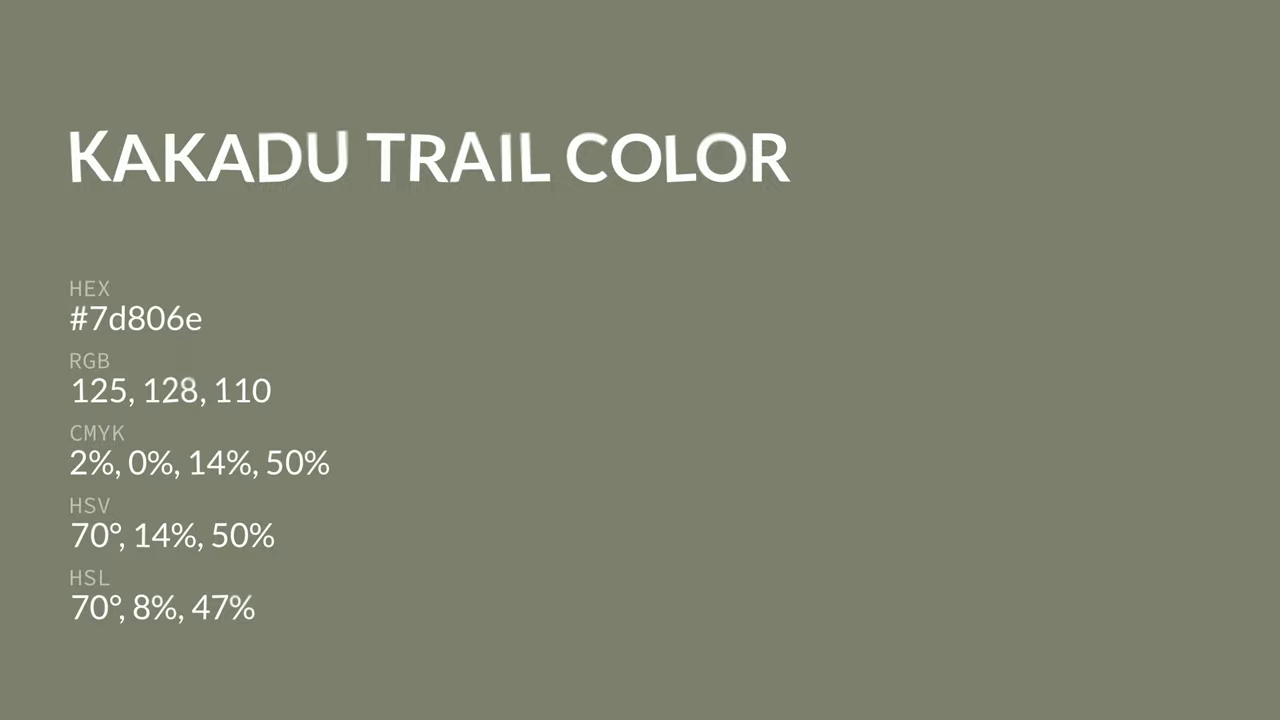 KAKADU TRAIL COLOR
HEX
#7d806e
RGB
125, 128, 110
CMYK
2%, 0%, 14%, 50%
HSV
70°, 14%, 50%
HSL
70°, 8%, 47%